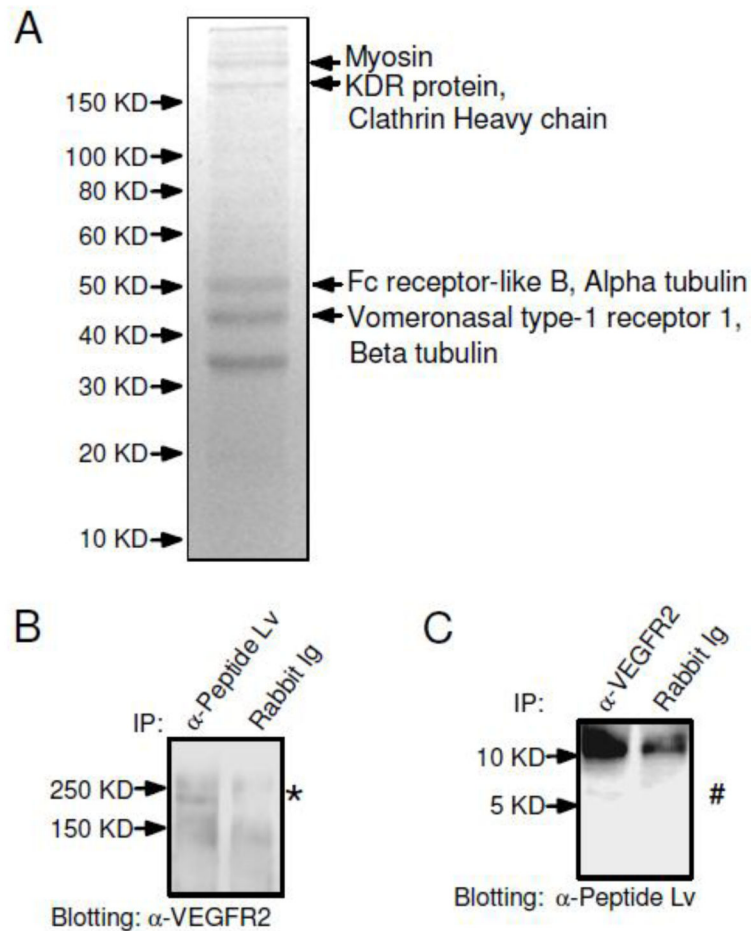 A
Myosin
KDR protein,
Clathrin Heavy chain
150 KD
100 KD
80 KD
60 KD
50 KD
Fc receptor-like B, Alpha tubulin
Vomeronasal type-1 receptor 1,
Beta tubulin
40 KD
30 KD
20 KD
10 KD
B
IP:
α-Peptide Lv
Rabbit Ig
250 KD
*
150 KD
Blotting: α-VEGFR2
C
IP:
α-VEGFR2
Rabbit Ig
10 KD
5 KD
#
Blotting: α-Peptide Lv